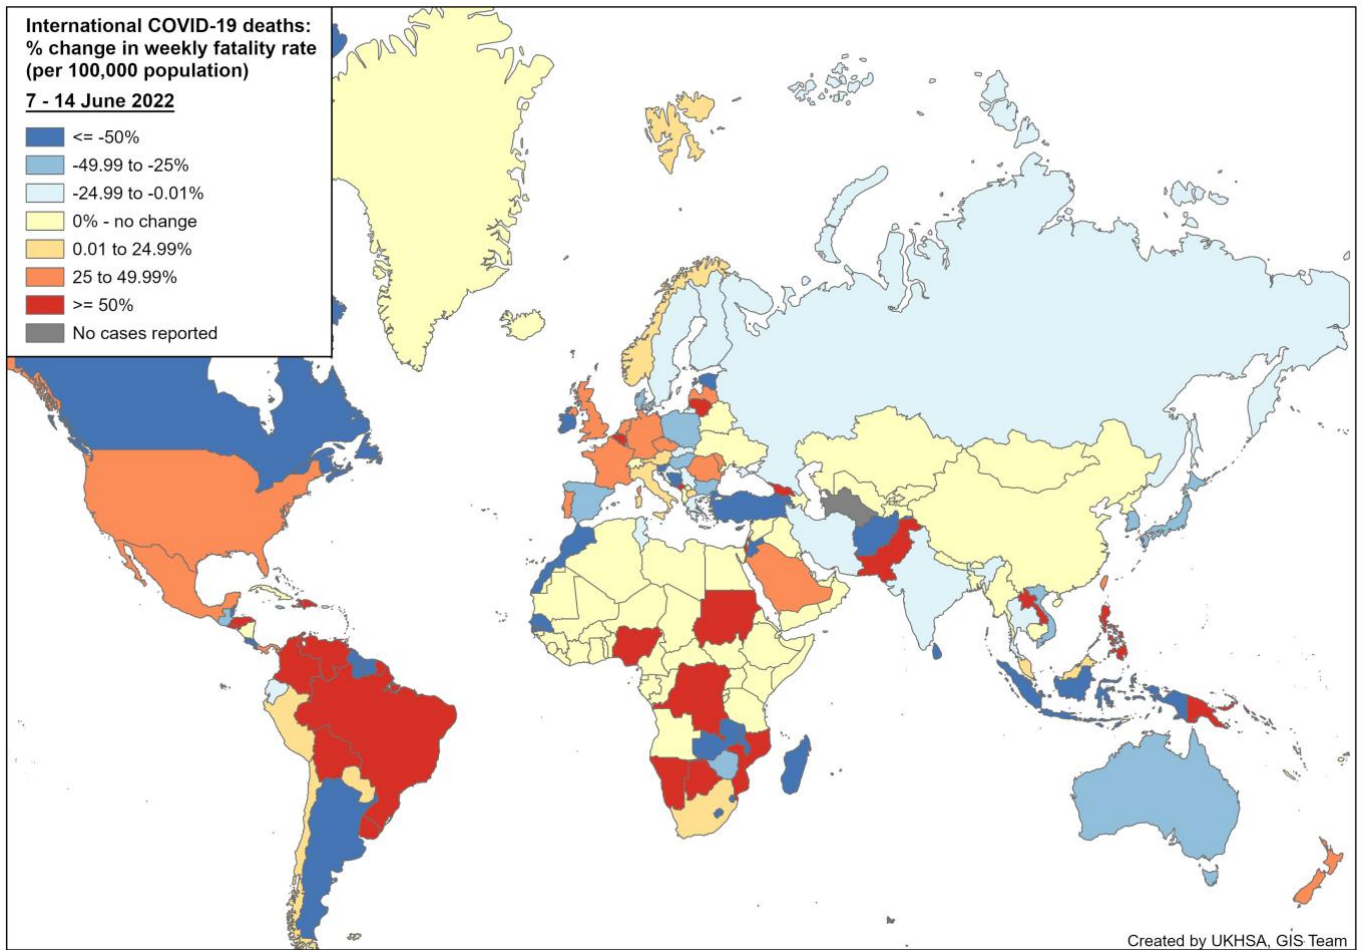 International COVID-19 deaths:
% change in weekly fatality rate
(per 100,000 population)
7 - 14 June 2022
<= -50%
-49.99 to -25%
-24.99 to -0.01%
0% - no change
0.01 to 24.99%
25 to 49.99%
>= 50%
No cases reported
Created by UKHSA, GIS Team